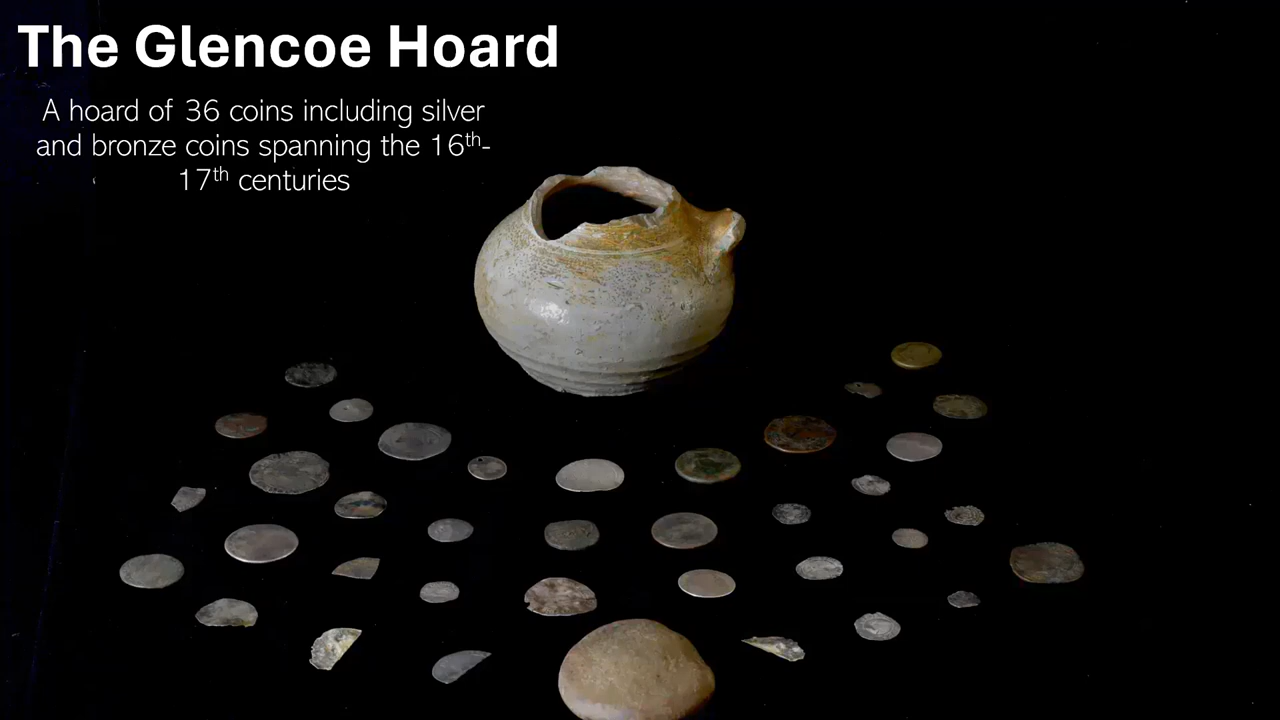 The Glencoe Hoard
A hoard of 36 coins including silver
and bronze coins spanning the 16th-
17th centuries